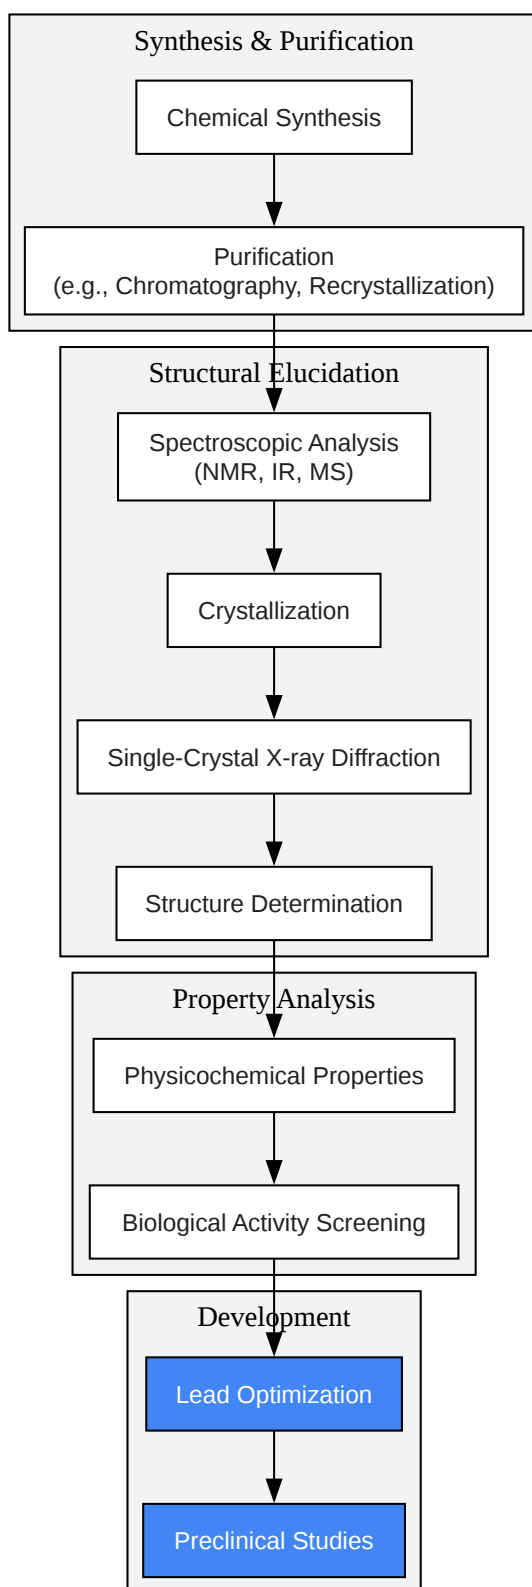 Synthesis & Purification
Chemical Synthesis
Purification
(e.g., Chromatography, Recrystallization)
Structural Elucidation
Spectroscopic Analysis
(NMR, IR, MS)
Crystallization
Single-Crystal X-ray Diffraction
Structure Determination
Property Analysis
Physicochemical Properties
Biological Activity Screening
Development
Lead Optimization
Preclinical Studies